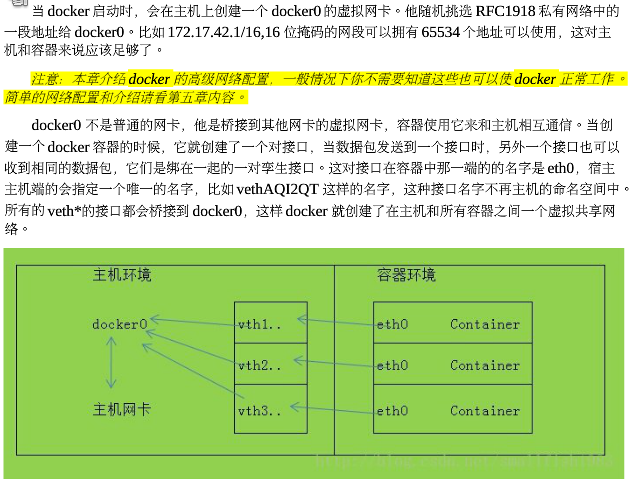 当 docker 启动时，会在主机上创建一个 docker0 的虚拟网卡。他随机挑选 RFC1918 私有网络中的
一段地址给 docker0。比如 172.17.42.1/16,16 位掩码的网段可以拥有 65534 个地址可以使用，这对主
机和容器来说应该足够了。
注意：本章介绍 docker 的高级网络配置，一般情况下你不需要知道这些也可以使 docker 正常工作。
简单的网络配置和介绍请看第五章内容。
docker0 不是普通的网卡，他是桥接到其他网卡的虚拟网卡，容器使用它来和主机相互通信。当创
建一个 docker 容器的时候，它就创建了一个对接口，当数据包发送到一个接口时，另外一个接口也可以
收到相同的数据包，它们是绑在一起的一对孪生接口。这对接口在容器中那一端的的名字是 eth0，宿主
主机端的会指定一个唯一的名字，比如 vethAQI2QT 这样的名字，这种接口名字不再主机的命名空间中。
所有的 veth*的接口都会桥接到 docker0，这样 docker 就创建了在主机和所有容器之间一个虚拟共享网
络。
主机环境
容器环境
docker0
vth1..
eth0 Container
vth2..
eth0 Container
主机网卡
vth3..
eth0 Container